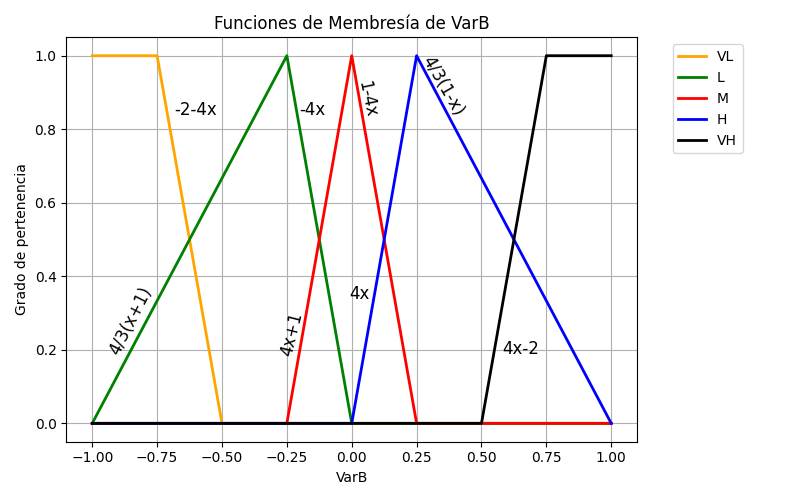 Funciones de Membresía de VarB
1.0
0.8
0.6
0.4
0.2
0.0
Grado de pertenencia
-2-4x
-4x
1-4x
4/3(1-x)
4/3(x+1)
4x+1
4x
4x-2
−1.00
−0.75
−0.50
−0.25
0.00
0.25
0.50
0.75
1.00
VarB
VL
L
M
H
VH